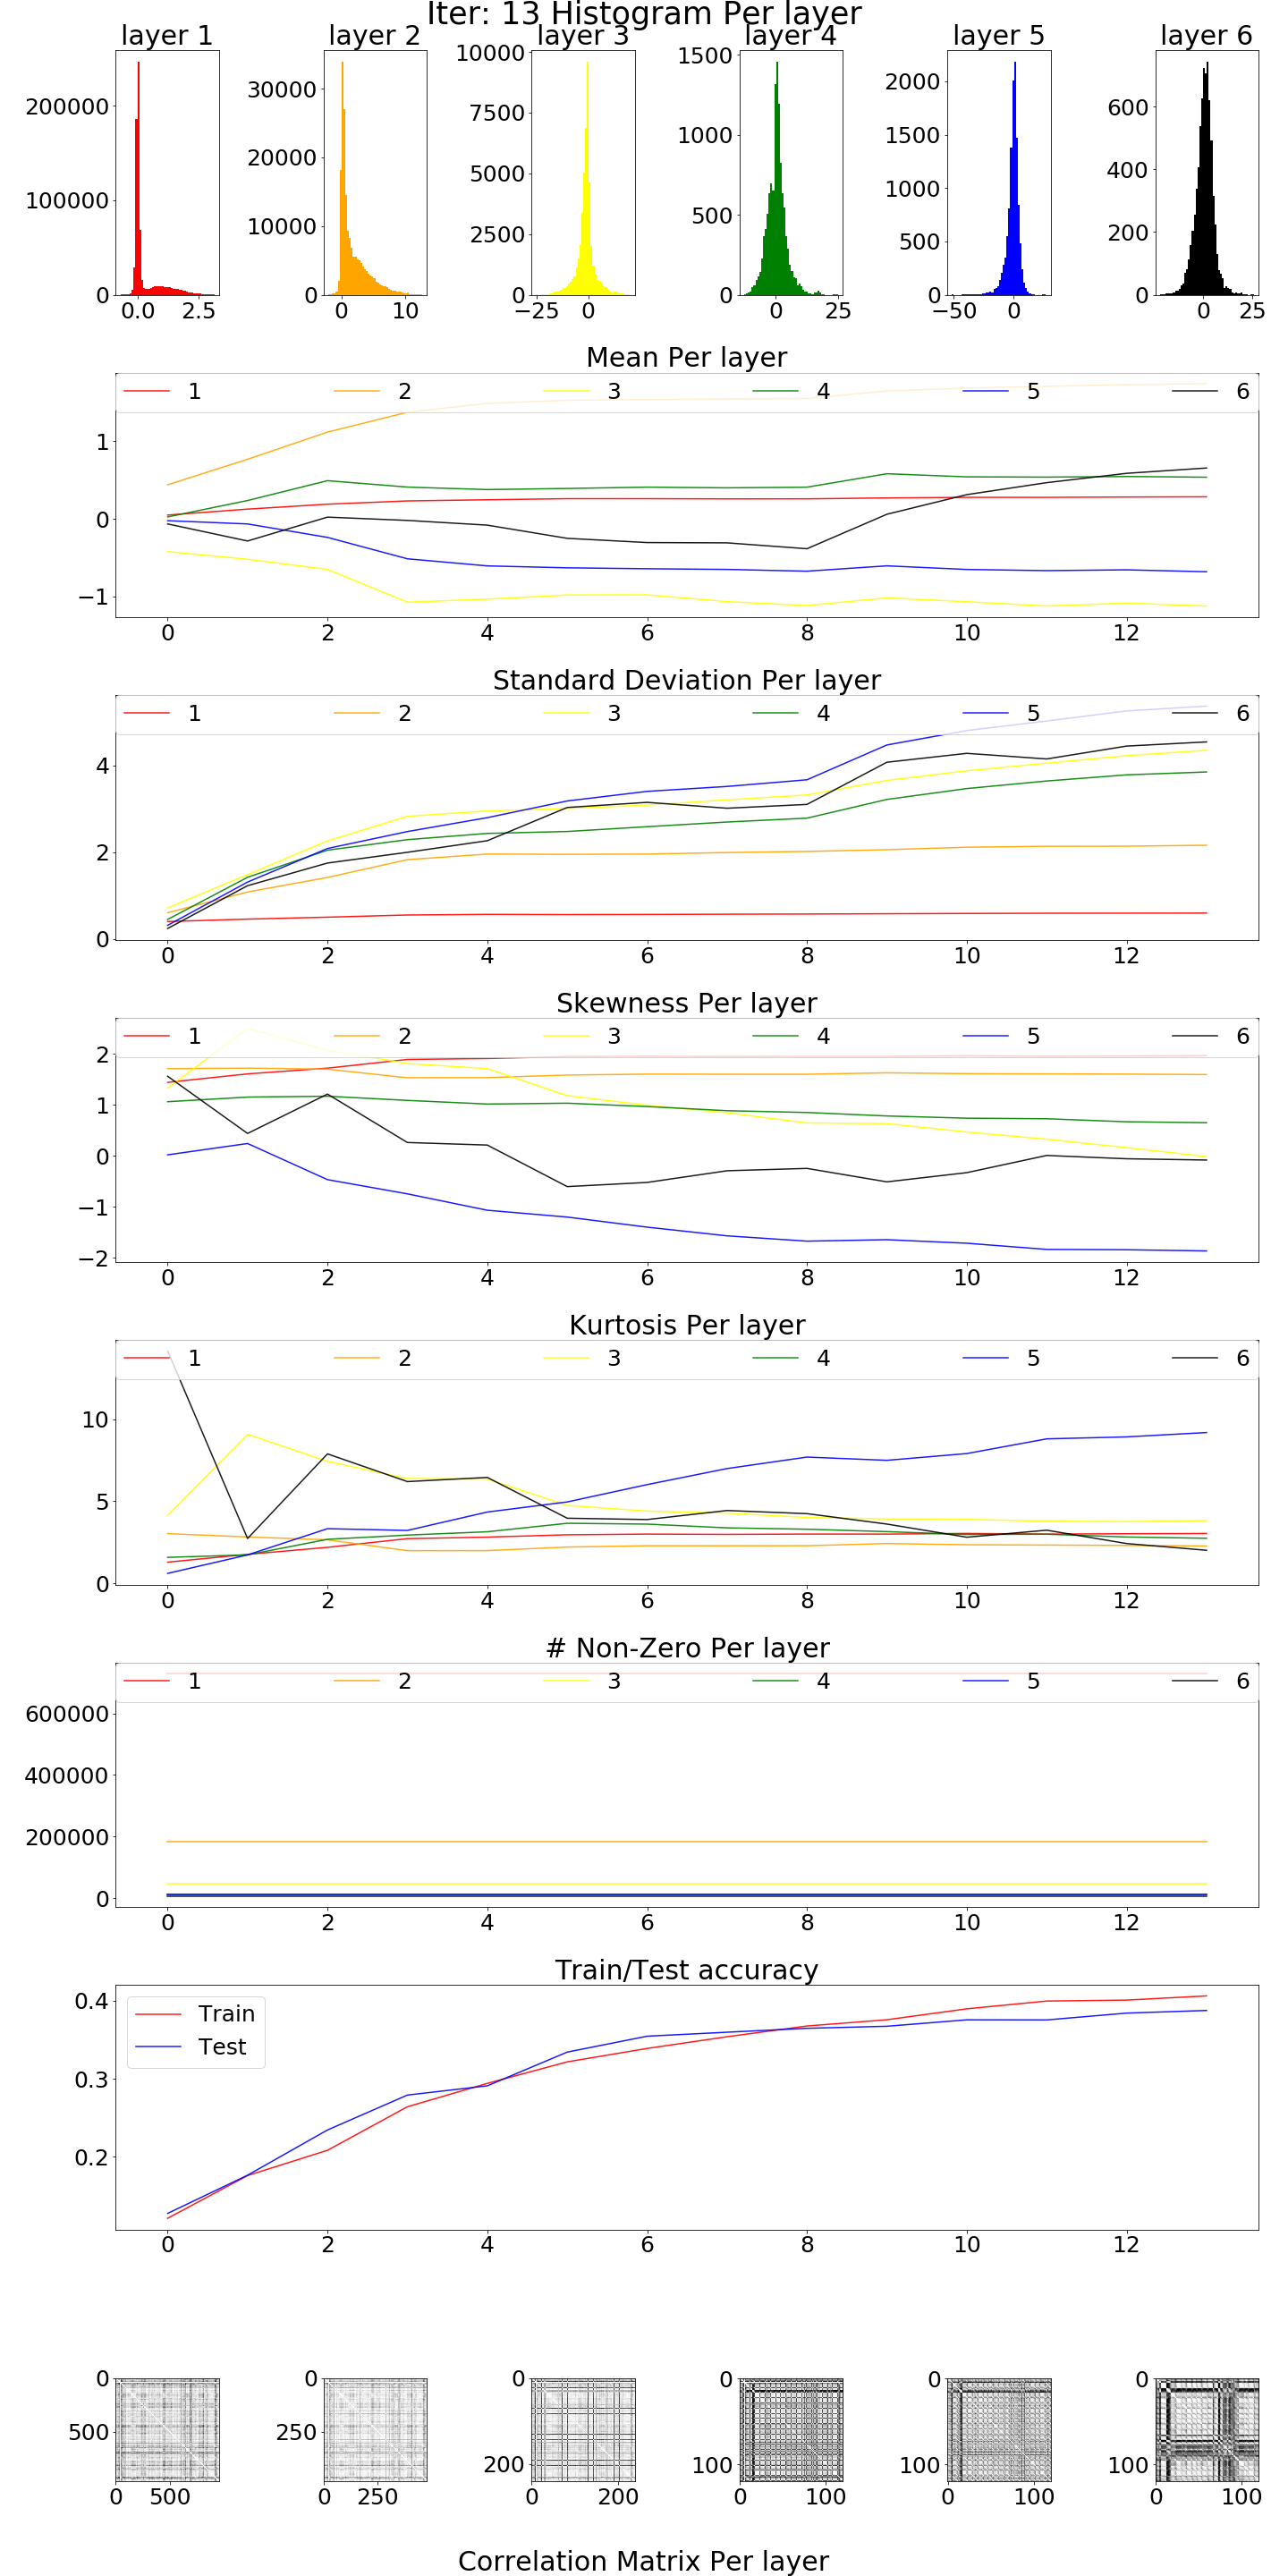 Iter: 13 Histogram Per layer
layer 1 layer 2 layer 3 layer 4 layer 5 layer 6
200000 100000 0 0.0 2.5
30000 20000 10000 0 0 10
10000 7500 5000 2500 0 −25 0
1500 1000 500 0 0 25
2000 1500 1000 500 0 −50 0
600 400 200 0 0 25
Mean Per layer
1 2 3 4 5 6
1
0
−1
0 2 4 6 8 10 12
Standard Deviation Per layer
1 2 3 4 5 6
4
2
0
0 2 4 6 8 10 12
Skewness Per layer
1 2 3 4 5 6
2
1
0
−1
−2
0 2 4 6 8 10 12
Kurtosis Per layer
1 2 3 4 5 6
10
5
0
0 2 4 6 8 10 12
# Non-Zero Per layer
1 2 3 4 5 6
600000
400000
200000
0
0 2 4 6 8 10 12
Train/Test accuracy
Train
Test
0.4
0.3
0.2
0 2 4 6 8 10 12
0 500 0 500
0 250 0 250
0 200 0 200
0 100 0 100
0 100 0 100
0 100 0 100
Correlation Matrix Per layer